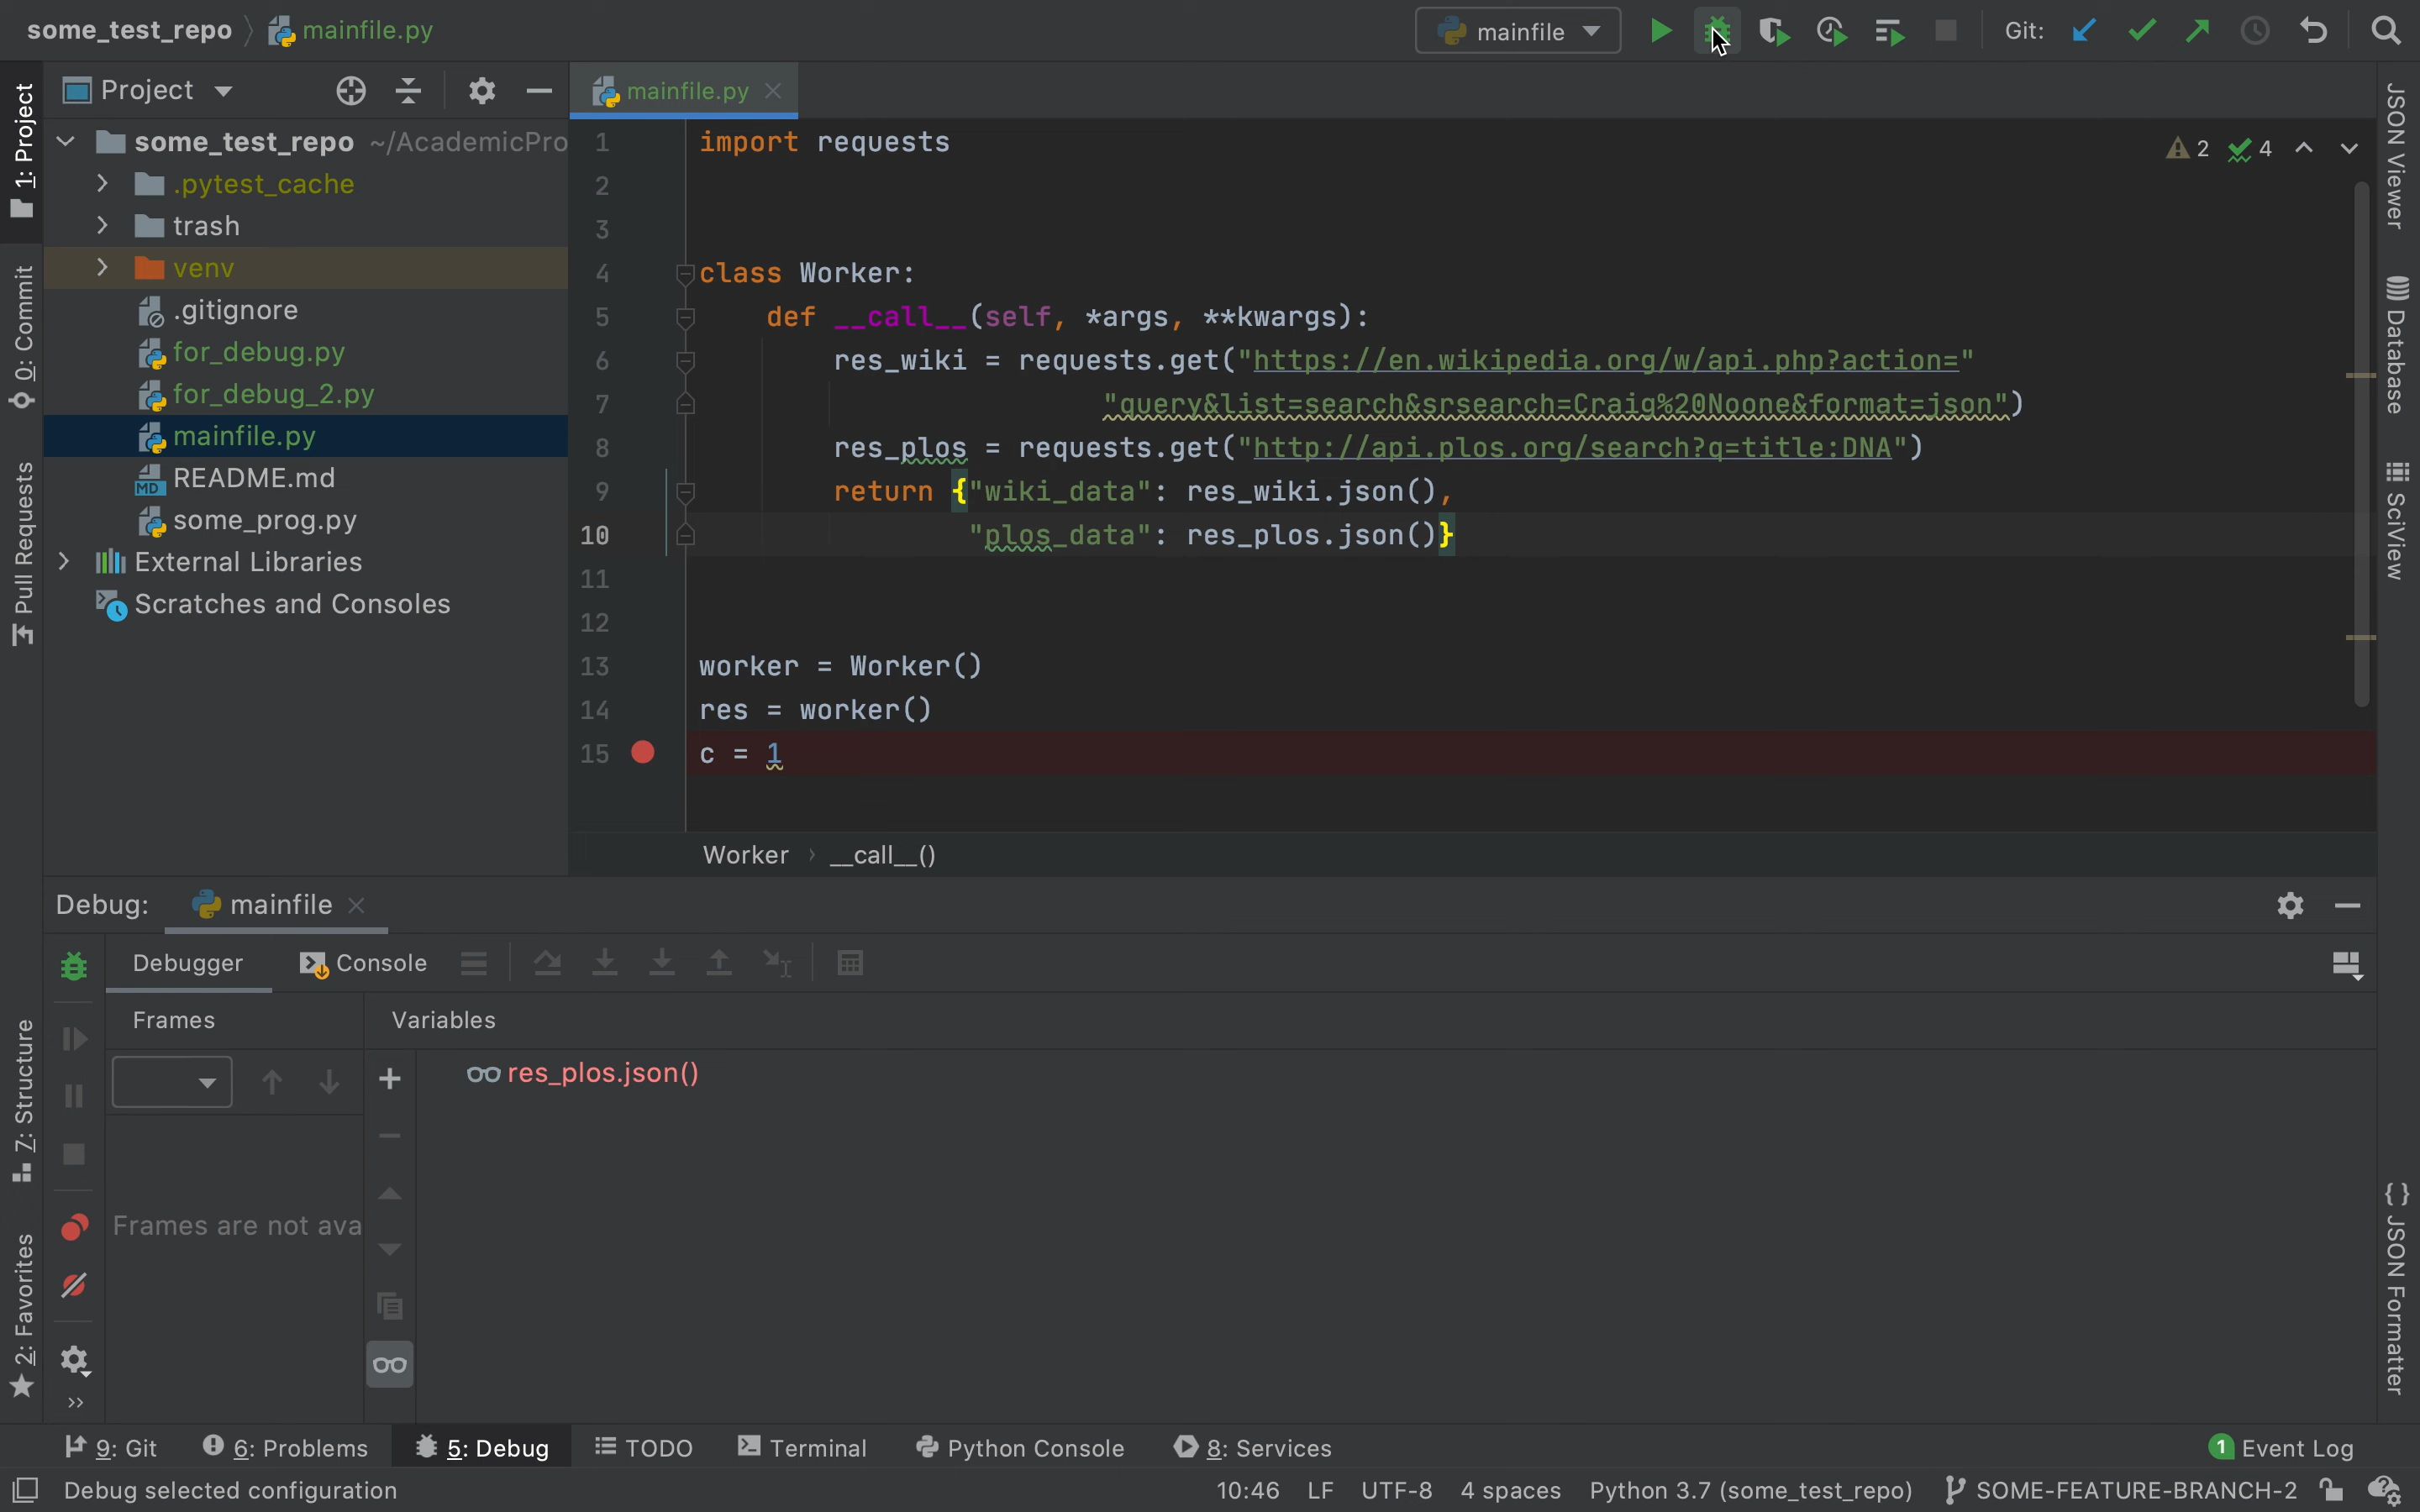 some_test_repo mainfile.py
mainfile
Git:
1: Project
0: Commit
Pull Requests
Z: Structure
2: Favorites
Project
some_test_repo ~/AcademicPro
.pytest_cache
trash
venv
.gitignore
for_debug.py
for_debug_2.py
mainfile.py
MD README.md
some_prog.py
External Libraries
Scratches and Consoles
mainfile.py
2 4
1 import requests
2
3
4 class Worker:
5 def __call__(self, *args, **kwargs):
6 res_wiki = requests.get("https://en.wikipedia.org/w/api.php?action="
7 "query&list=search&srsearch=Craig%20Noone&format=json")
8 res_plos = requests.get("http://api.plos.org/search?q=title:DNA")
9 return {"wiki_data": res_wiki.json(),
10 "plos_data": res_plos.json()}
11
12
13 worker = Worker()
14 res = worker()
15 c = 1
Worker › __call__()
JSON Viewer
Database
SciView
{} JSON Formatter
Debug: mainfile
Debugger Console
Frames Variables
res_plos.json()
Frames are not ava
9: Git 6: Problems 5: Debug TODO Terminal Python Console 8: Services 1 Event Log
Debug selected configuration 10:46 LF UTF-8 4 spaces Python 3.7 (some_test_repo) SOME-FEATURE-BRANCH-2